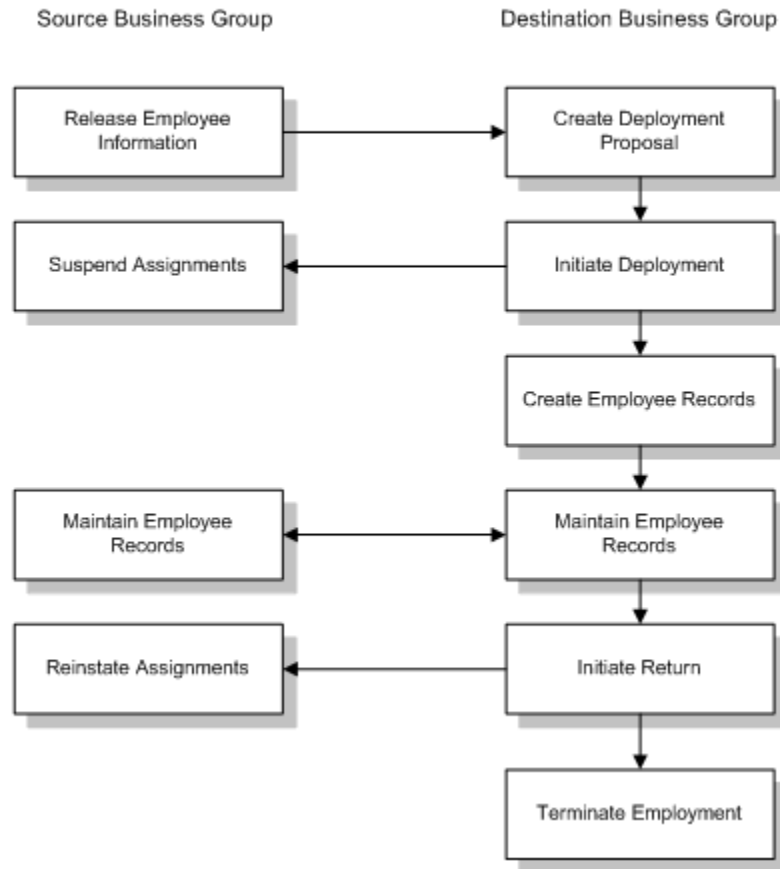 Source Business Group
Destination Business Group
Release Employee
Information
Create Deployment
Proposal
Suspend Assignments
Initiate Deployment
Create Employee Records
Maintain Employee
Records
Maintain Employee
Records
Reinstate Assignments
Initiate Return
Terminate Employment